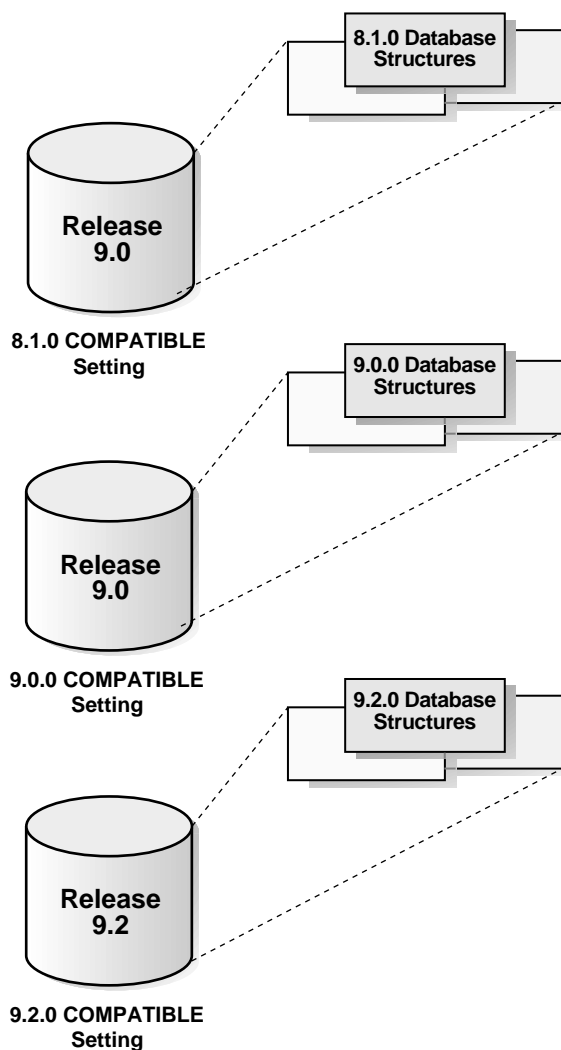 8.1.0 Database
Structures
Release
9.0
8.1.0 COMPATIBLE
Setting
9.0.0 Database
Structures
Release
9.0
9.0.0 COMPATIBLE
Setting
9.2.0 Database
Structures
Release
9.2
9.2.0 COMPATIBLE
Setting